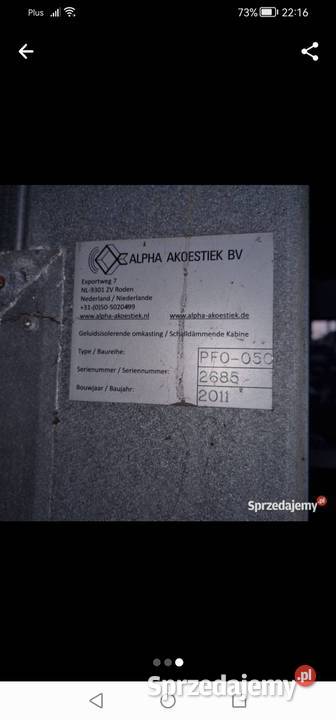 Plus 73% 22:16
ALPHA AKOESTIEK BV
Exportweg 7
NL-9301 ZV Roden
Nederland / Niederlande
+31-(0)50-5020499
www.alpha-akoestiek.nl www.alpha-akoestiek.de
Geluidsisolerende omkasting / Schalldämmende Kabine
Type / Baureihe: PFO-050
Serienummer / Seriennummer: 2685
Bouwjaar / Baujahr: 2011
Sprzedajemy.pl
Sprzedajemy.pl